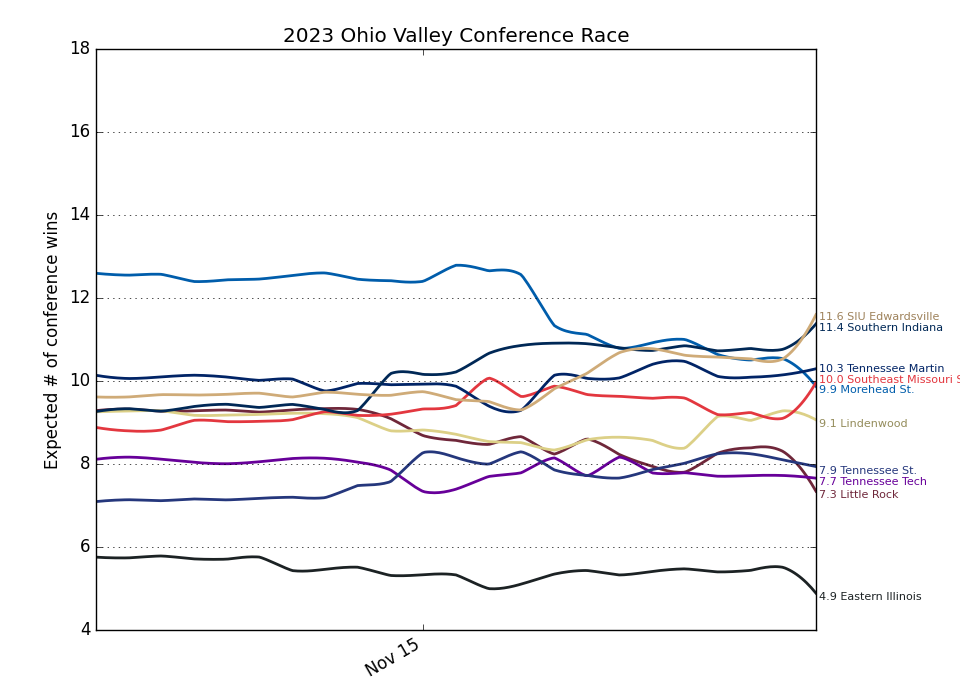 2023 Ohio Valley Conference Race
Expected # of conference wins
18
16
14
12
10
8
6
4
Nov 15
11.6 SIU Edwardsville
11.4 Southern Indiana
10.3 Tennessee Martin
10.0 Southeast Missouri S
9.9 Morehead St.
9.1 Lindenwood
7.9 Tennessee St.
7.7 Tennessee Tech
7.3 Little Rock
4.9 Eastern Illinois